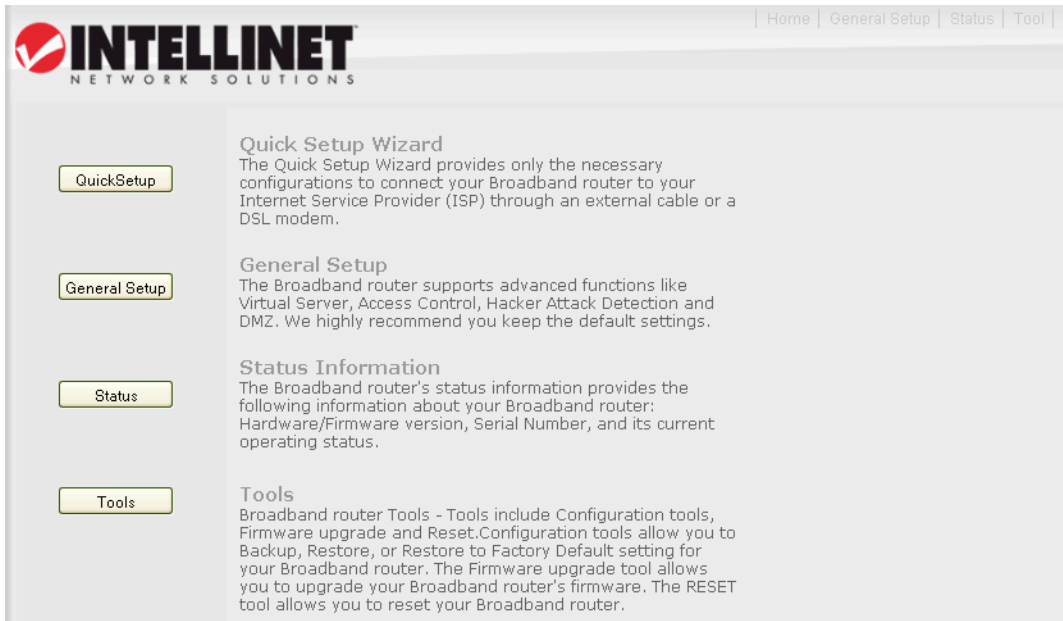 | Home | General Setup | Status | Tool |
INTELLINET
NETWORK SOLUTIONS
QuickSetup
Quick Setup Wizard
The Quick Setup Wizard provides only the necessary
configurations to connect your Broadband router to your
Internet Service Provider (ISP) through an external cable or a
DSL modem.
General Setup
General Setup
The Broadband router supports advanced functions like
Virtual Server, Access Control, Hacker Attack Detection and
DMZ. We highly recommend you keep the default settings.
Status
Status Information
The Broadband router's status information provides the
following information about your Broadband router:
Hardware/Firmware version, Serial Number, and its current
operating status.
Tools
Tools
Broadband router Tools - Tools include Configuration tools,
Firmware upgrade and Reset.Configuration tools allow you to
Backup, Restore, or Restore to Factory Default setting for
your Broadband router. The Firmware upgrade tool allows
you to upgrade your Broadband router's firmware. The RESET
tool allows you to reset your Broadband router.